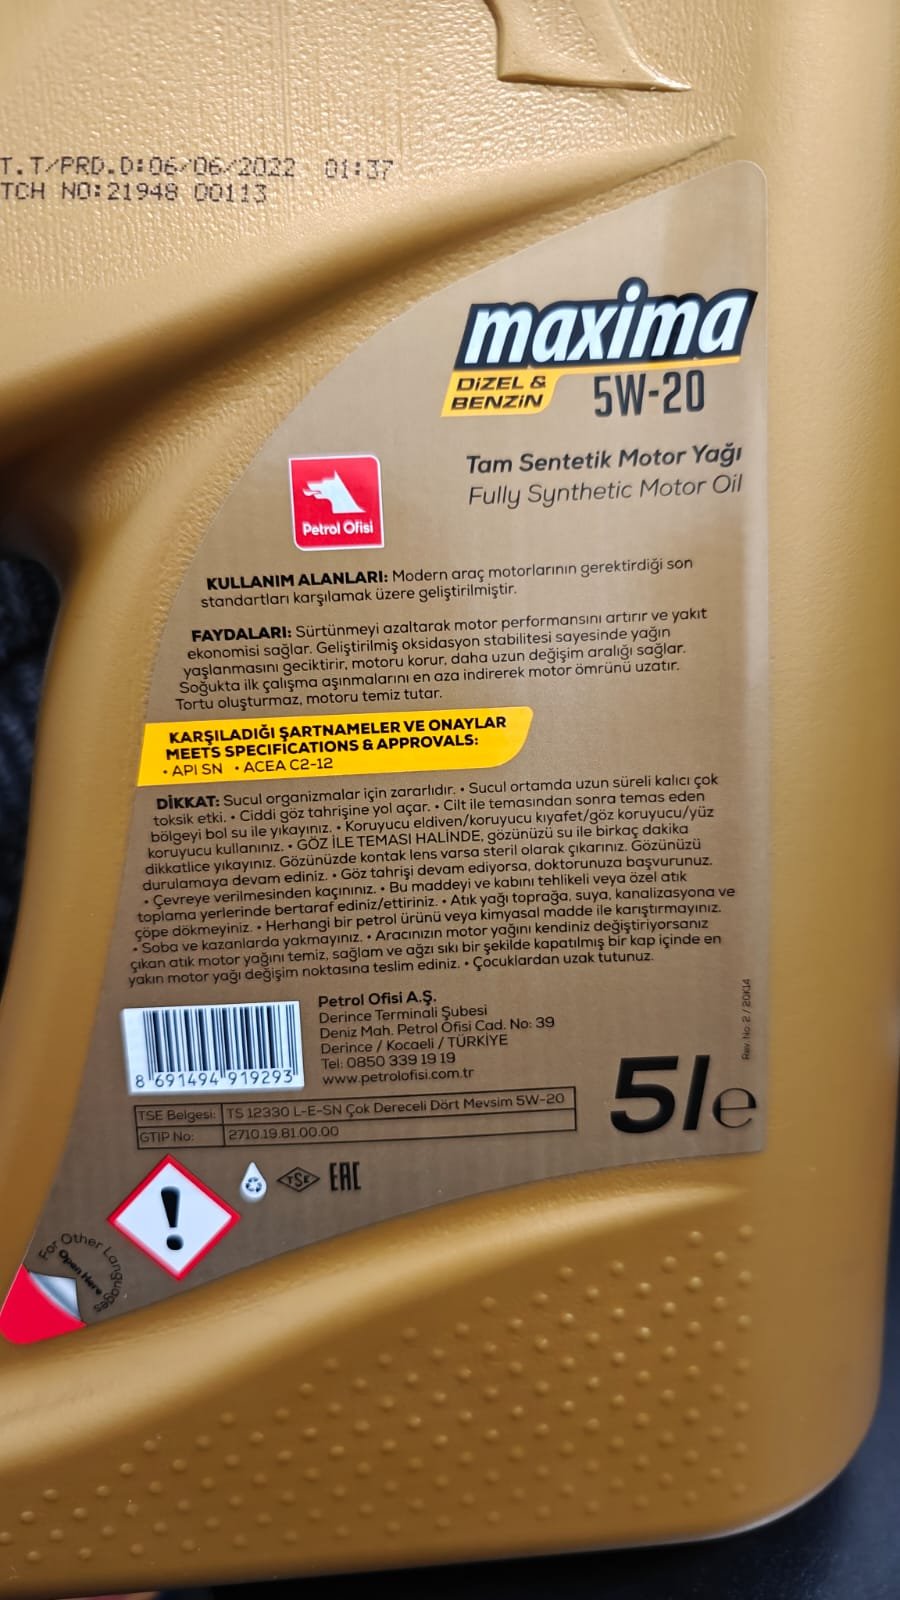 T.T/PRD.D:06/06/2022 01:37
TCH NO:21948 00113
maxima
DİZEL &
BENZİN
5W-20
Tam Sentetik Motor Yağı
Fully Synthetic Motor Oil
Petrol Ofisi
KULLANIM ALANLARI: Modern araç motorlarının gerektirdiği son
standartları karşılamak üzere geliştirilmiştir.
FAYDALARI: Sürtünmeyi azaltarak motor performansını artırır ve yakıt
ekonomisi sağlar. Geliştirilmiş oksidasyon stabilitesi sayesinde yağın
yaşlanmasını geciktirir, motoru korur, daha uzun değişim aralığı sağlar.
Soğukta ilk çalışma aşınmalarını en aza indirerek motor ömrünü uzatır.
Tortu oluşturmaz, motoru temiz tutar.
KARŞILADIĞI ŞARTNAMELER VE ONAYLAR
MEETS SPECIFICATIONS & APPROVALS:
• API SN • ACEA C2-12
DİKKAT: Sucul organizmalar için zararlıdır. • Sucul ortamda uzun süreli kalıcı çok
toksik etki. • Ciddi göz tahrişine yol açar. • Cilt ile temasından sonra temas eden
bölgeyi bol su ile yıkayınız. • Koruyucu eldiven/koruyucu kıyafet/göz koruyucu/yüz
koruyucu kullanınız. • GÖZ İLE TEMASI HALİNDE, gözünüzü su ile birkaç dakika
dikkatlice yıkayınız. Gözünüzde kontak lens varsa steril olarak çıkarınız. Gözünüzü
durulamaya devam ediniz. • Göz tahrişi devam ediyorsa, doktorunuza başvurunuz.
• Çevreye verilmesinden kaçınınız. • Bu maddeyi ve kabını tehlikeli veya özel atık
toplama yerlerinde bertaraf ediniz/ettiriniz. • Atık yağı toprağa, suya, kanalizasyona ve
çöpe dökmeyiniz. • Herhangi bir petrol ürünü veya kimyasal madde ile karıştırmayınız.
• Soba ve kazanlarda yakmayınız. • Aracınızın motor yağını kendiniz değiştiriyorsanız
çıkan atık motor yağını temiz, sağlam ve ağzı sıkı bir şekilde kapatılmış bir kap içinde en
yakın motor yağı değişim noktasına teslim ediniz. • Çocuklardan uzak tutunuz.
Petrol Ofisi A.Ş.
Derince Terminali Şubesi
Deniz Mah. Petrol Ofisi Cad. No: 39
Derince / Kocaeli / TÜRKİYE
Tel: 0850 339 19 19
www.petrolofisi.com.tr
8 691494 919293
Rev. No: 2 / 20K14
5l e
TSE Belgesi: TS 12330 L-E-SN Çok Dereceli Dört Mevsim 5W-20
GTIP No: 2710.19.81.00.00
TSE
EAC
For Other Languages
Open Here